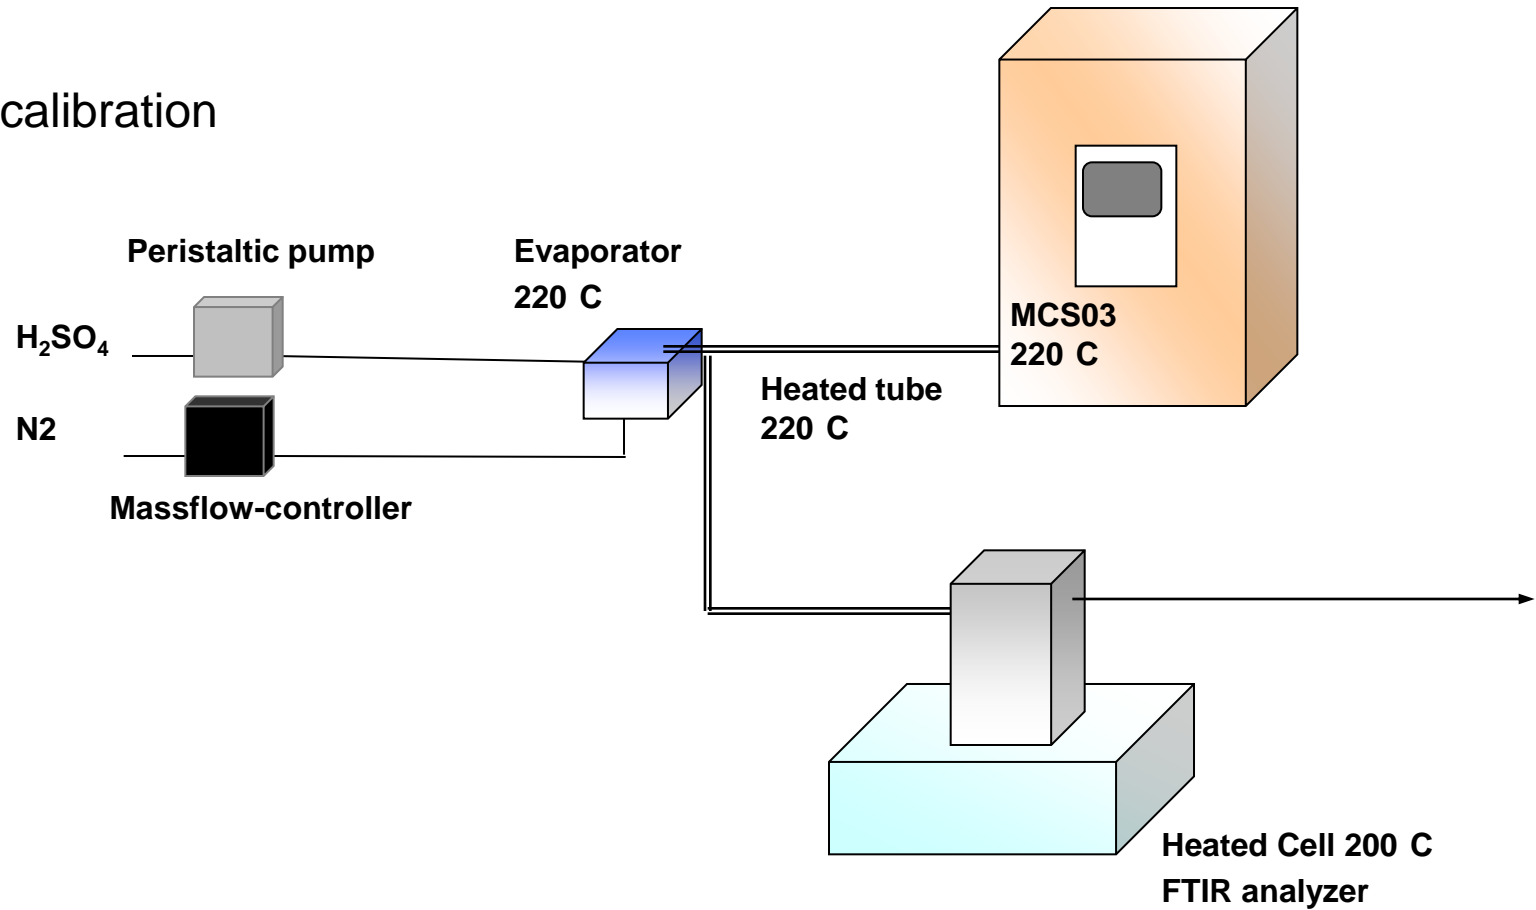 calibration
Peristaltic pump
Evaporator
220 C
H₂SO₄
MCS03
220 C
Heated tube
220 C
N2
Massflow-controller
Heated Cell 200 C
FTIR analyzer